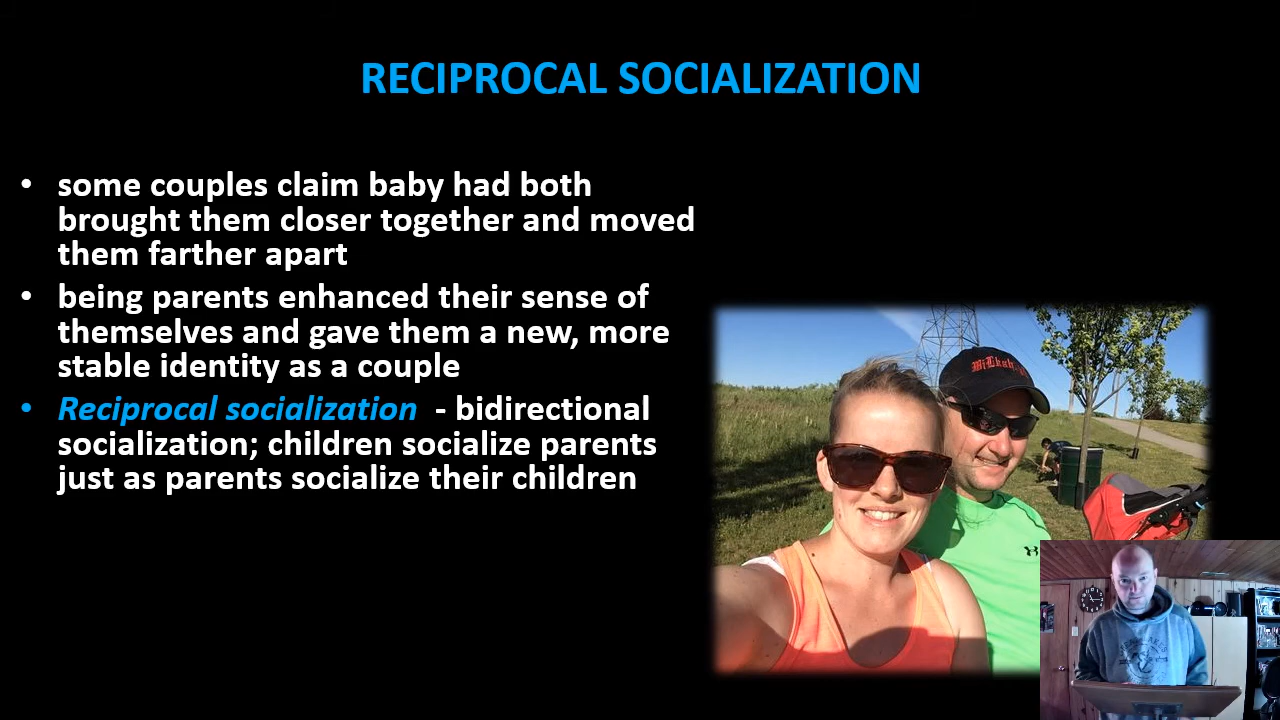 RECIPROCAL SOCIALIZATION
• some couples claim baby had both
brought them closer together and moved
them farther apart
• being parents enhanced their sense of
themselves and gave them a new, more
stable identity as a couple
• Reciprocal socialization - bidirectional
socialization; children socialize parents
just as parents socialize their children